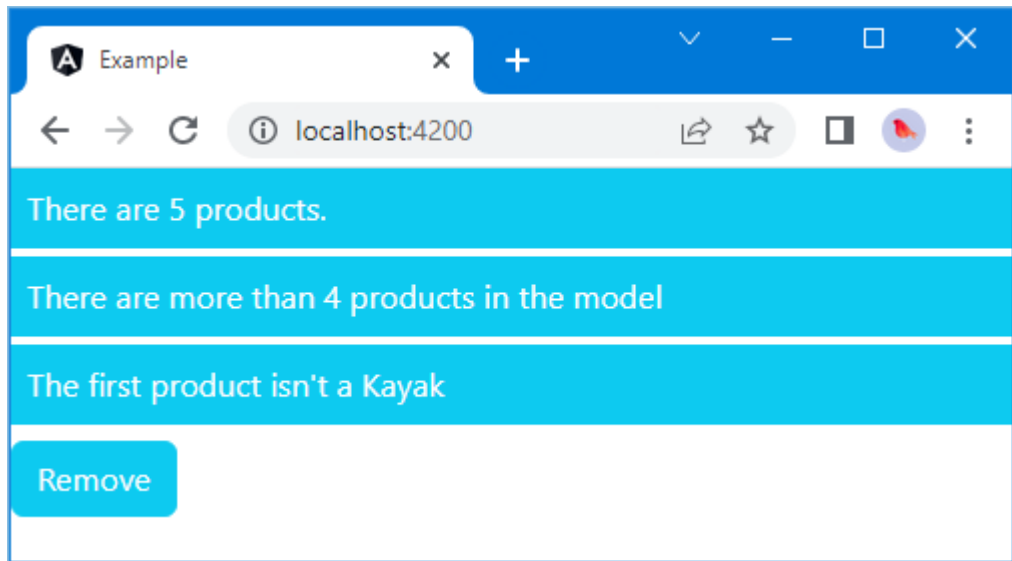 Example
localhost:4200
There are 5 products.
There are more than 4 products in the model
The first product isn't a Kayak
Remove